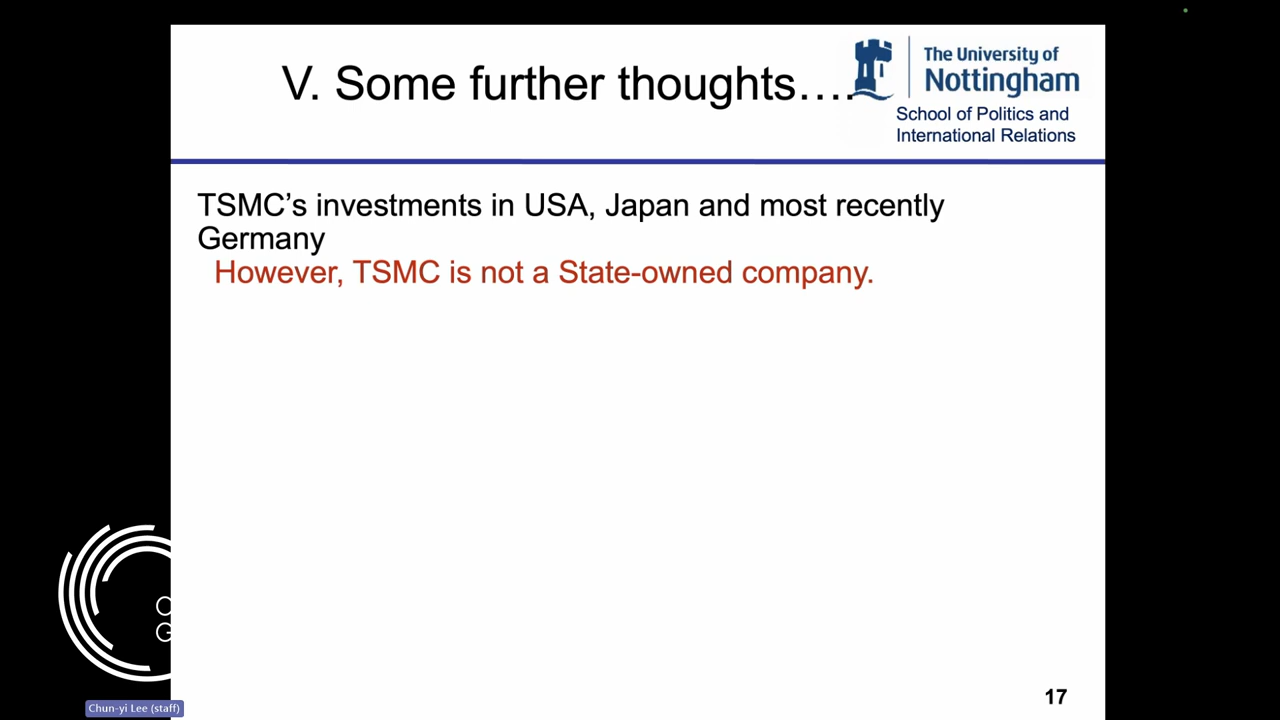 V. Some further thoughts….
The University of
Nottingham
School of Politics and
International Relations
TSMC’s investments in USA, Japan and most recently
Germany
However, TSMC is not a State-owned company.
O
G
17
Chun-yi Lee (staff)